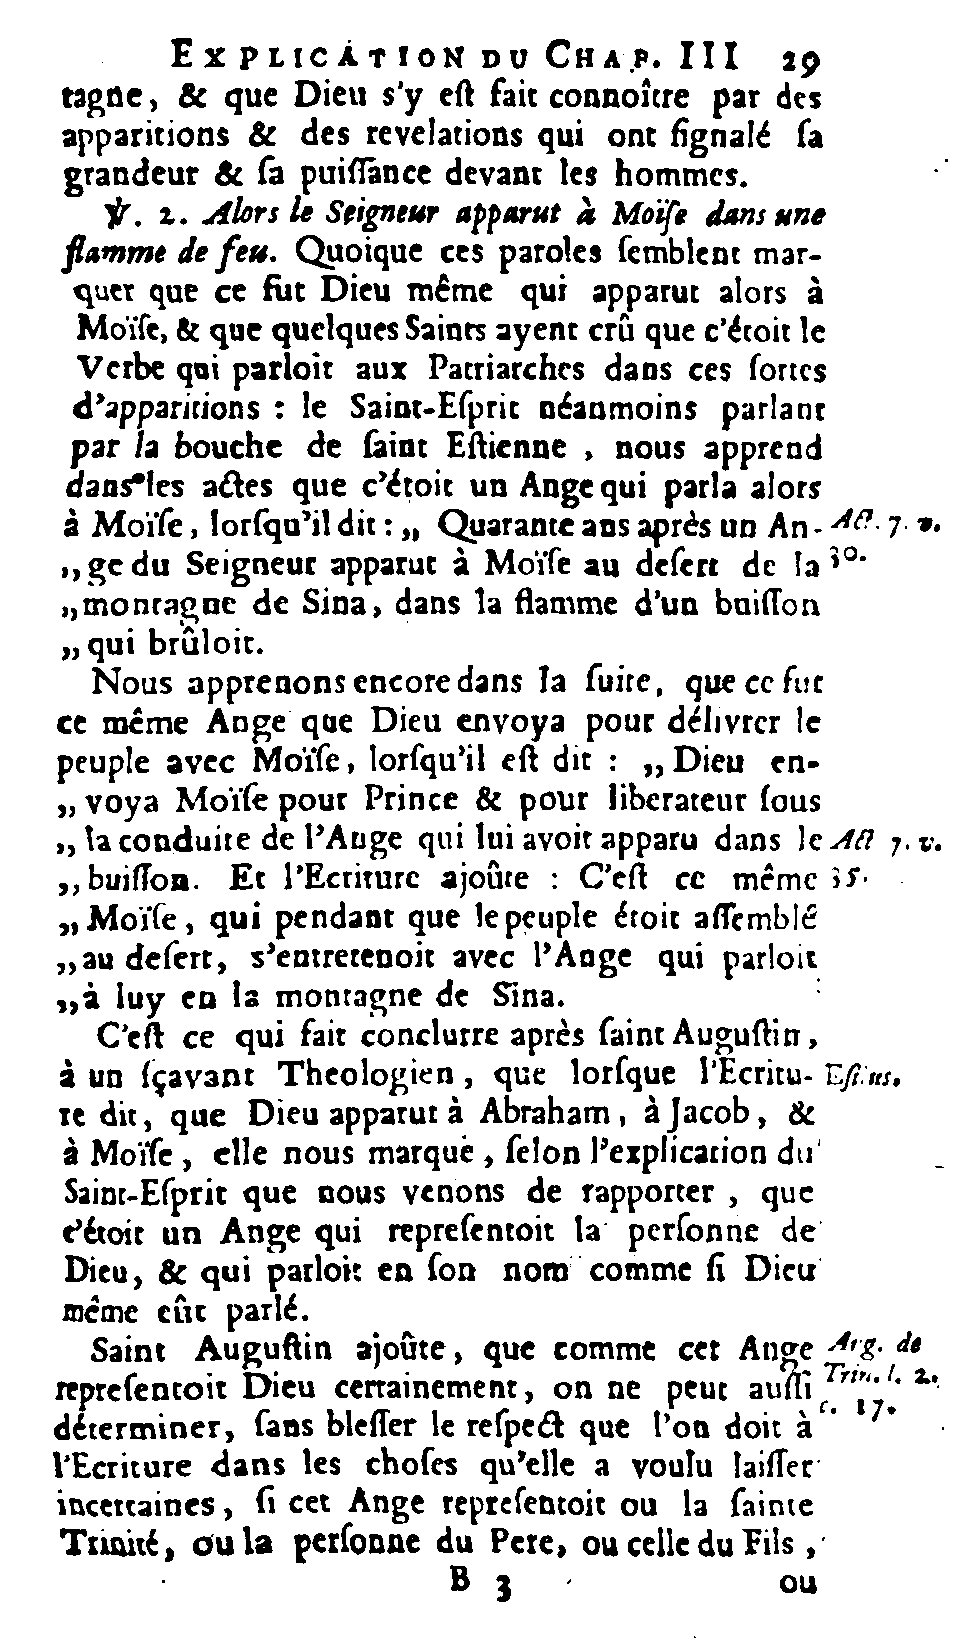 EXPLICATION DU CHAP. III 29
tagne, & que Dieu s'y eſt fait connoître par des
apparitions & des revelations qui ont ſignalé ſa
grandeur & ſa puiſſance devant les hommes.
℣. 2. Alors le Seigneur apparut à Moïſe dans une
flamme de feu. Quoique ces paroles ſemblent mar-
quer que ce fut Dieu même qui apparut alors à
Moïſe, & que quelques Saints ayent crû que c'étoit le
Verbe qui parloit aux Patriarches dans ces ſortes
d'apparitions : le Saint-Eſprit néanmoins parlant
par la bouche de ſaint Eſtienne , nous apprend
dans les actes que c'étoit un Ange qui parla alors
à Moïſe, lorſqu'il dit : „ Quarante ans après un An- Act. 7. v.
„ge du Seigneur apparut à Moïſe au deſert de la 30.
„montagne de Sina, dans la flamme d'un buiſſon
„qui brûloit.
Nous apprenons encore dans la ſuite, que ce fut
ce même Ange que Dieu envoya pour délivrer le
peuple avec Moïſe, lorſqu'il eſt dit : „Dieu en-
„voya Moïſe pour Prince & pour liberateur ſous
„la conduite de l'Ange qui lui avoit apparu dans le Act 7. v.
„buiſſon. Et l'Ecriture ajoûte : C'eſt ce même 35.
„Moïſe, qui pendant que le peuple étoit aſſemblé
„au deſert, s'entretenoit avec l'Ange qui parloit
„à luy en la montagne de Sina.
C'eſt ce qui fait conclurre après ſaint Auguſtin,
à un ſçavant Theologien, que lorſque l'Ecritu- Eſtius.
re dit, que Dieu apparut à Abraham, à Jacob, &
à Moïſe, elle nous marque, ſelon l'explication du
Saint-Eſprit que nous venons de rapporter, que
c'étoit un Ange qui repreſentoit la perſonne de
Dieu, & qui parloit en ſon nom comme ſi Dieu
même eût parlé.
Saint Auguſtin ajoûte, que comme cet Ange Aug. de
repreſentoit Dieu certainement, on ne peut auſſi Trin. l. 2.
déterminer, ſans bleſſer le reſpect que l'on doit à c. 17.
l'Ecriture dans les choſes qu'elle a voulu laiſſer
incertaines, ſi cet Ange repreſentoit ou la ſainte
Trinité, ou la perſonne du Pere, ou celle du Fils,
B 3 ou